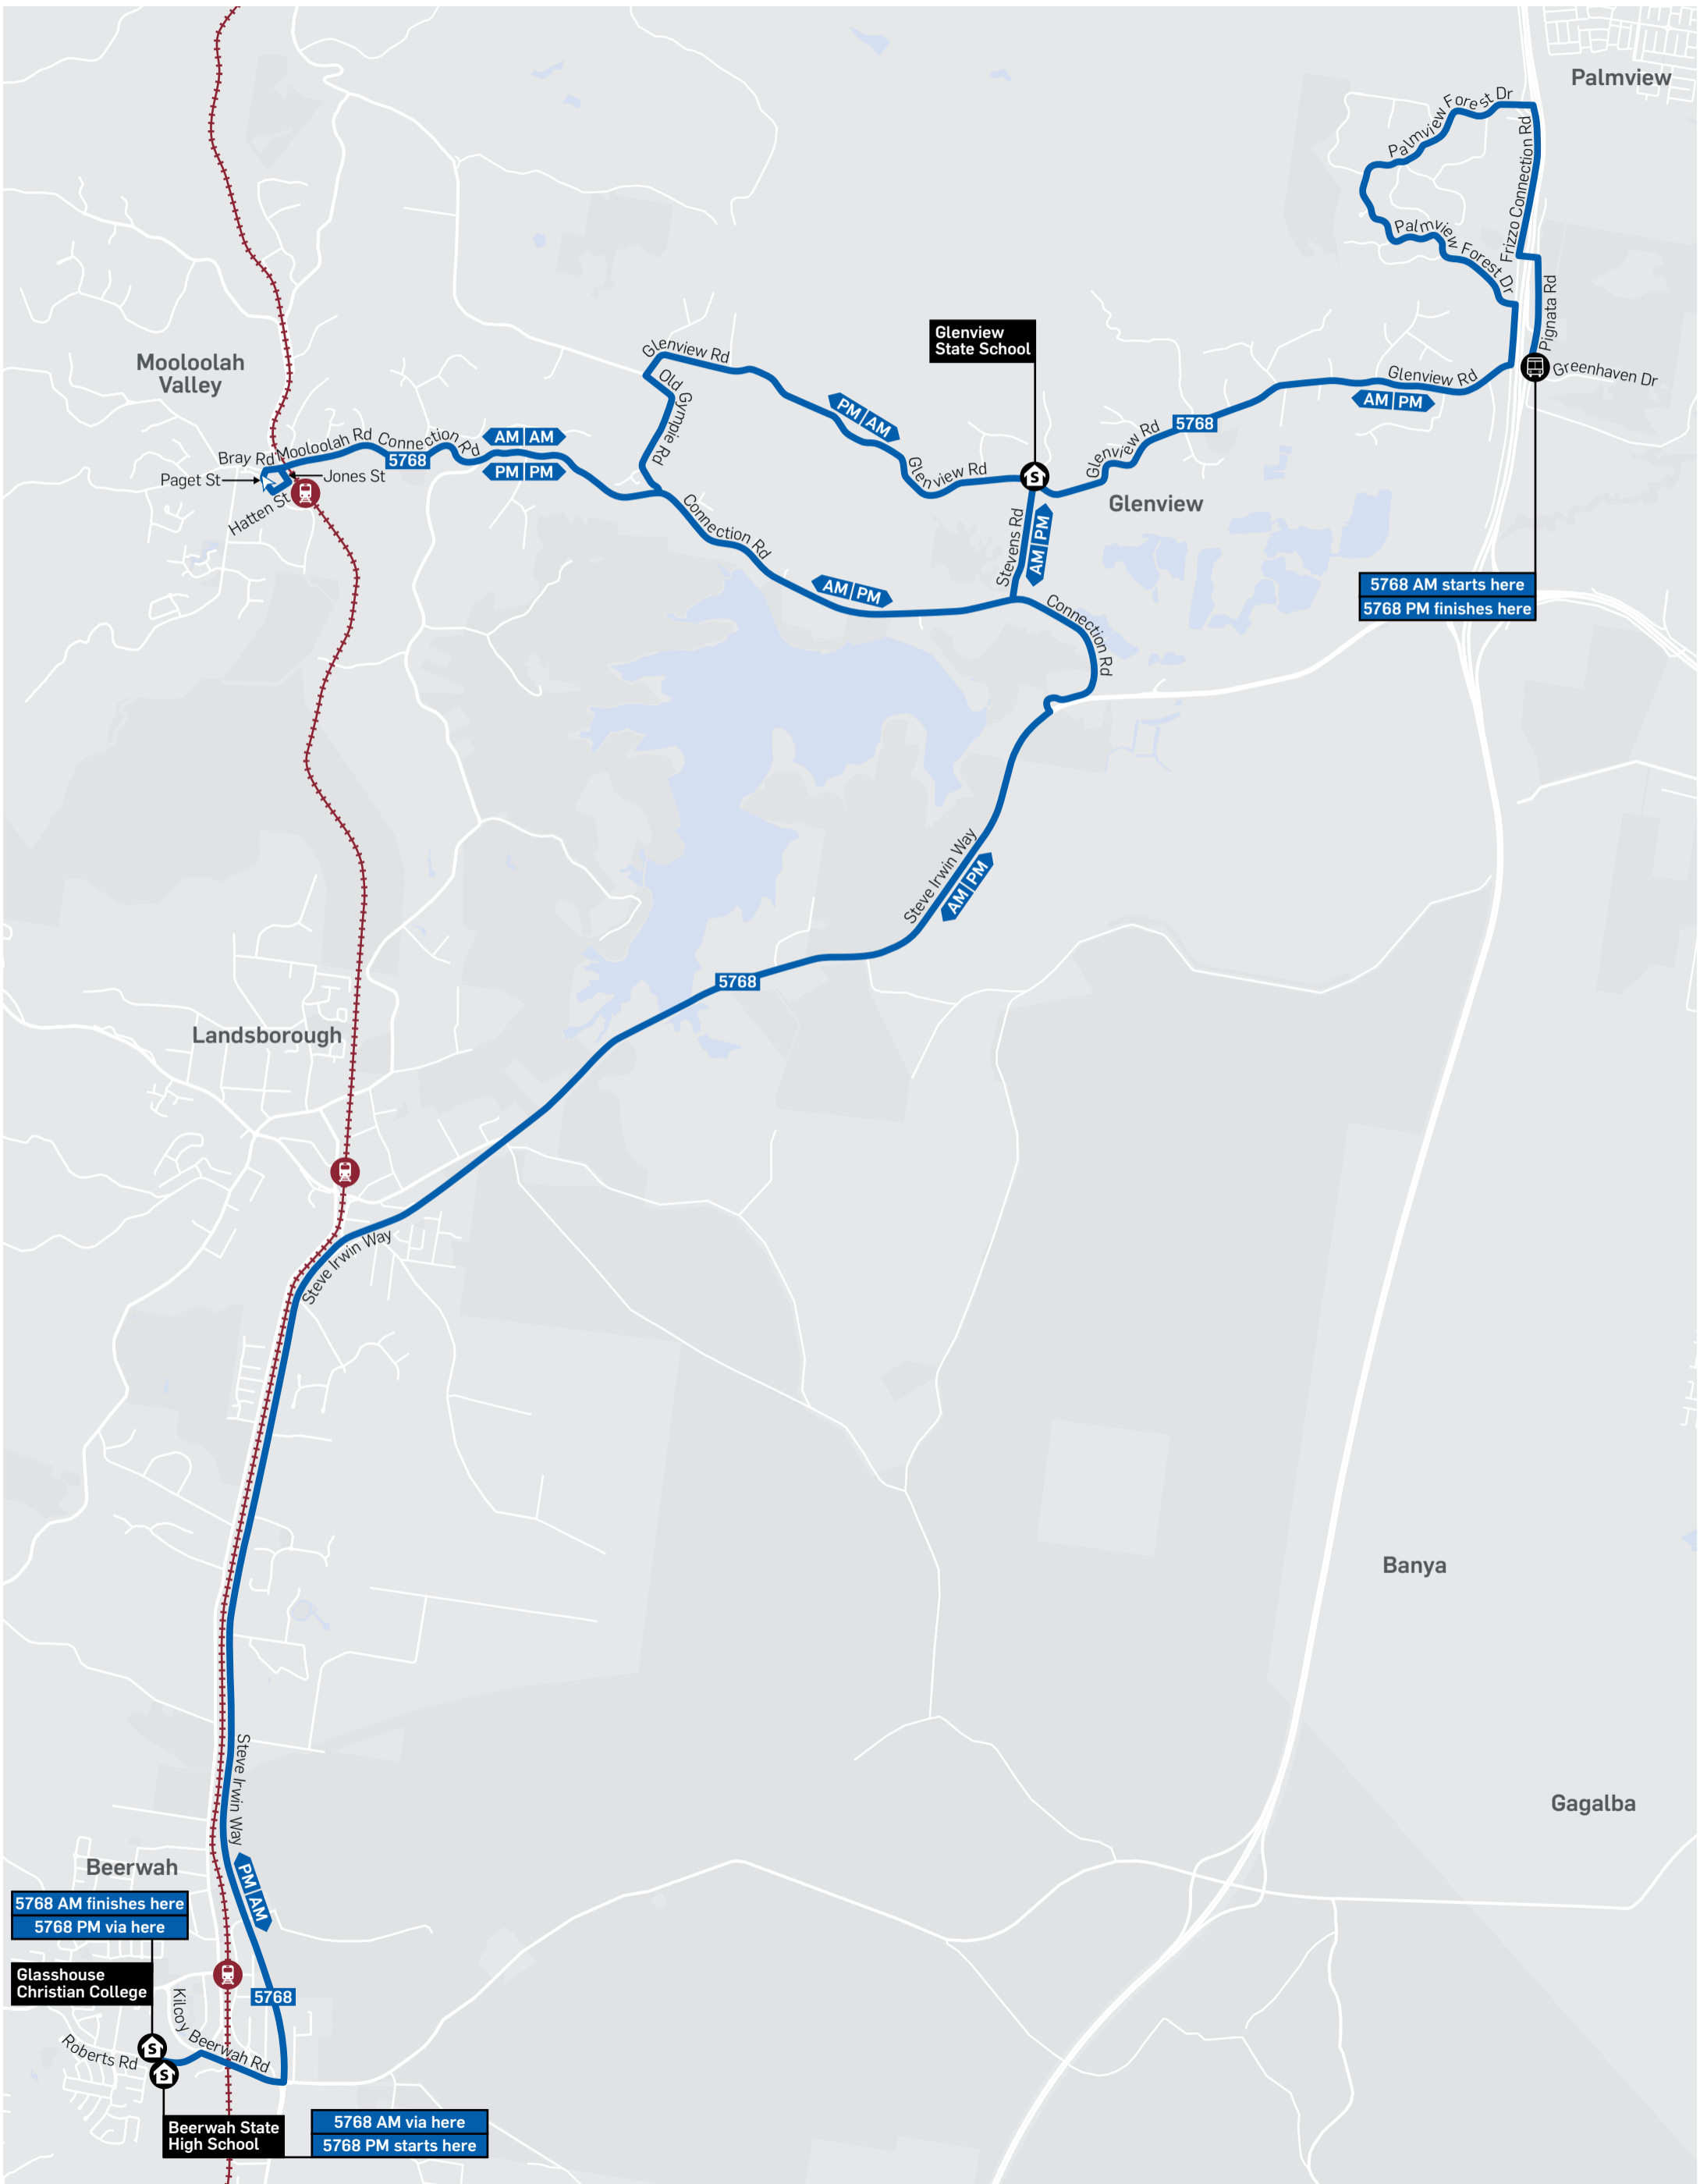 Palmview
Palmview Forest Dr
Frizzo Connection Rd
Palmview Forest Dr
Pignata Rd
Greenhaven Dr
Glenview
State School
Glenview Rd
Mooloolah
Valley
Glenview Rd
AM PM
Old Gympie Rd
PM AM
5768
Glenview Rd
Bray Rd
Mooloolah Rd
Connection Rd
AM AM
5768
PM PM
Paget St
Jones St
Hatten St
Glenview Rd
Glenview
Connection Rd
Stevens Rd
AM PM
AM PM
Connection Rd
5768 AM starts here
5768 PM finishes here
Steve Irwin Way
AM PM
5768
Landsborough
Steve Irwin Way
Banya
Steve Irwin Way
Gagalba
Beerwah
PM AM
5768 AM finishes here
5768 PM via here
Glasshouse
Christian College
5768
Kilcoy Beerwah Rd
Roberts Rd
Beerwah State
High School
5768 AM via here
5768 PM starts here